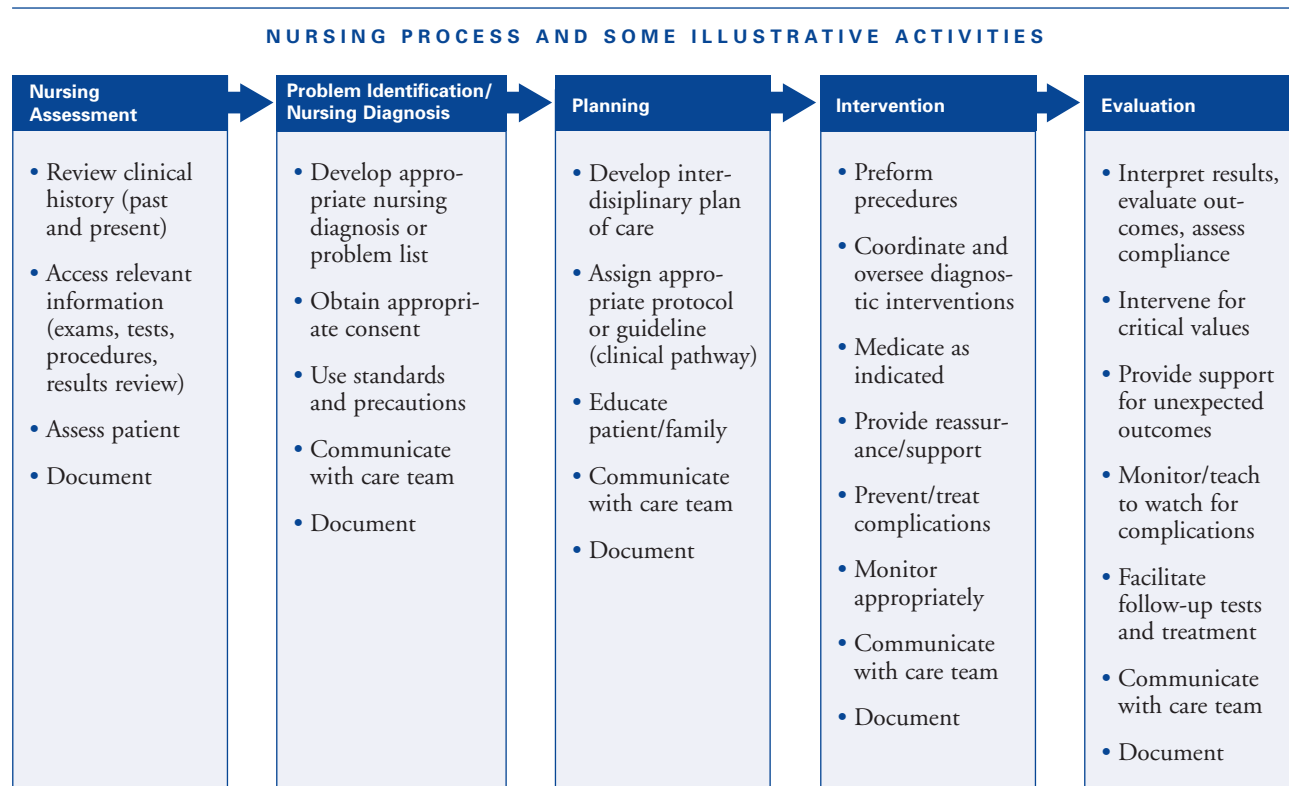 NURSING PROCESS AND SOME ILLUSTRATIVE ACTIVITIES
Nursing
Assessment
• Review clinical
history (past
and present)
• Access relevant
information
(exams, tests,
procedures,
results review)
• Assess patient
• Document
Problem Identification/
Nursing Diagnosis
• Develop appro-
priate nursing
diagnosis or
problem list
• Obtain appropri-
ate consent
• Use standards
and precautions
• Communicate
with care team
• Document
Planning
• Develop inter-
disiplinary plan
of care
• Assign appro-
priate protocol
or guideline
(clinical pathway)
• Educate
patient/family
• Communicate
with care team
• Document
Intervention
• Preform
precedures
• Coordinate and
oversee diagnos-
tic interventions
• Medicate as
indicated
• Provide reassur-
ance/support
• Prevent/treat
complications
• Monitor
appropriately
• Communicate
with care team
• Document
Evaluation
• Interpret results,
evaluate out-
comes, assess
compliance
• Intervene for
critical values
• Provide support
for unexpected
outcomes
• Monitor/teach
to watch for
complications
• Facilitate
follow-up tests
and treatment
• Communicate
with care team
• Document